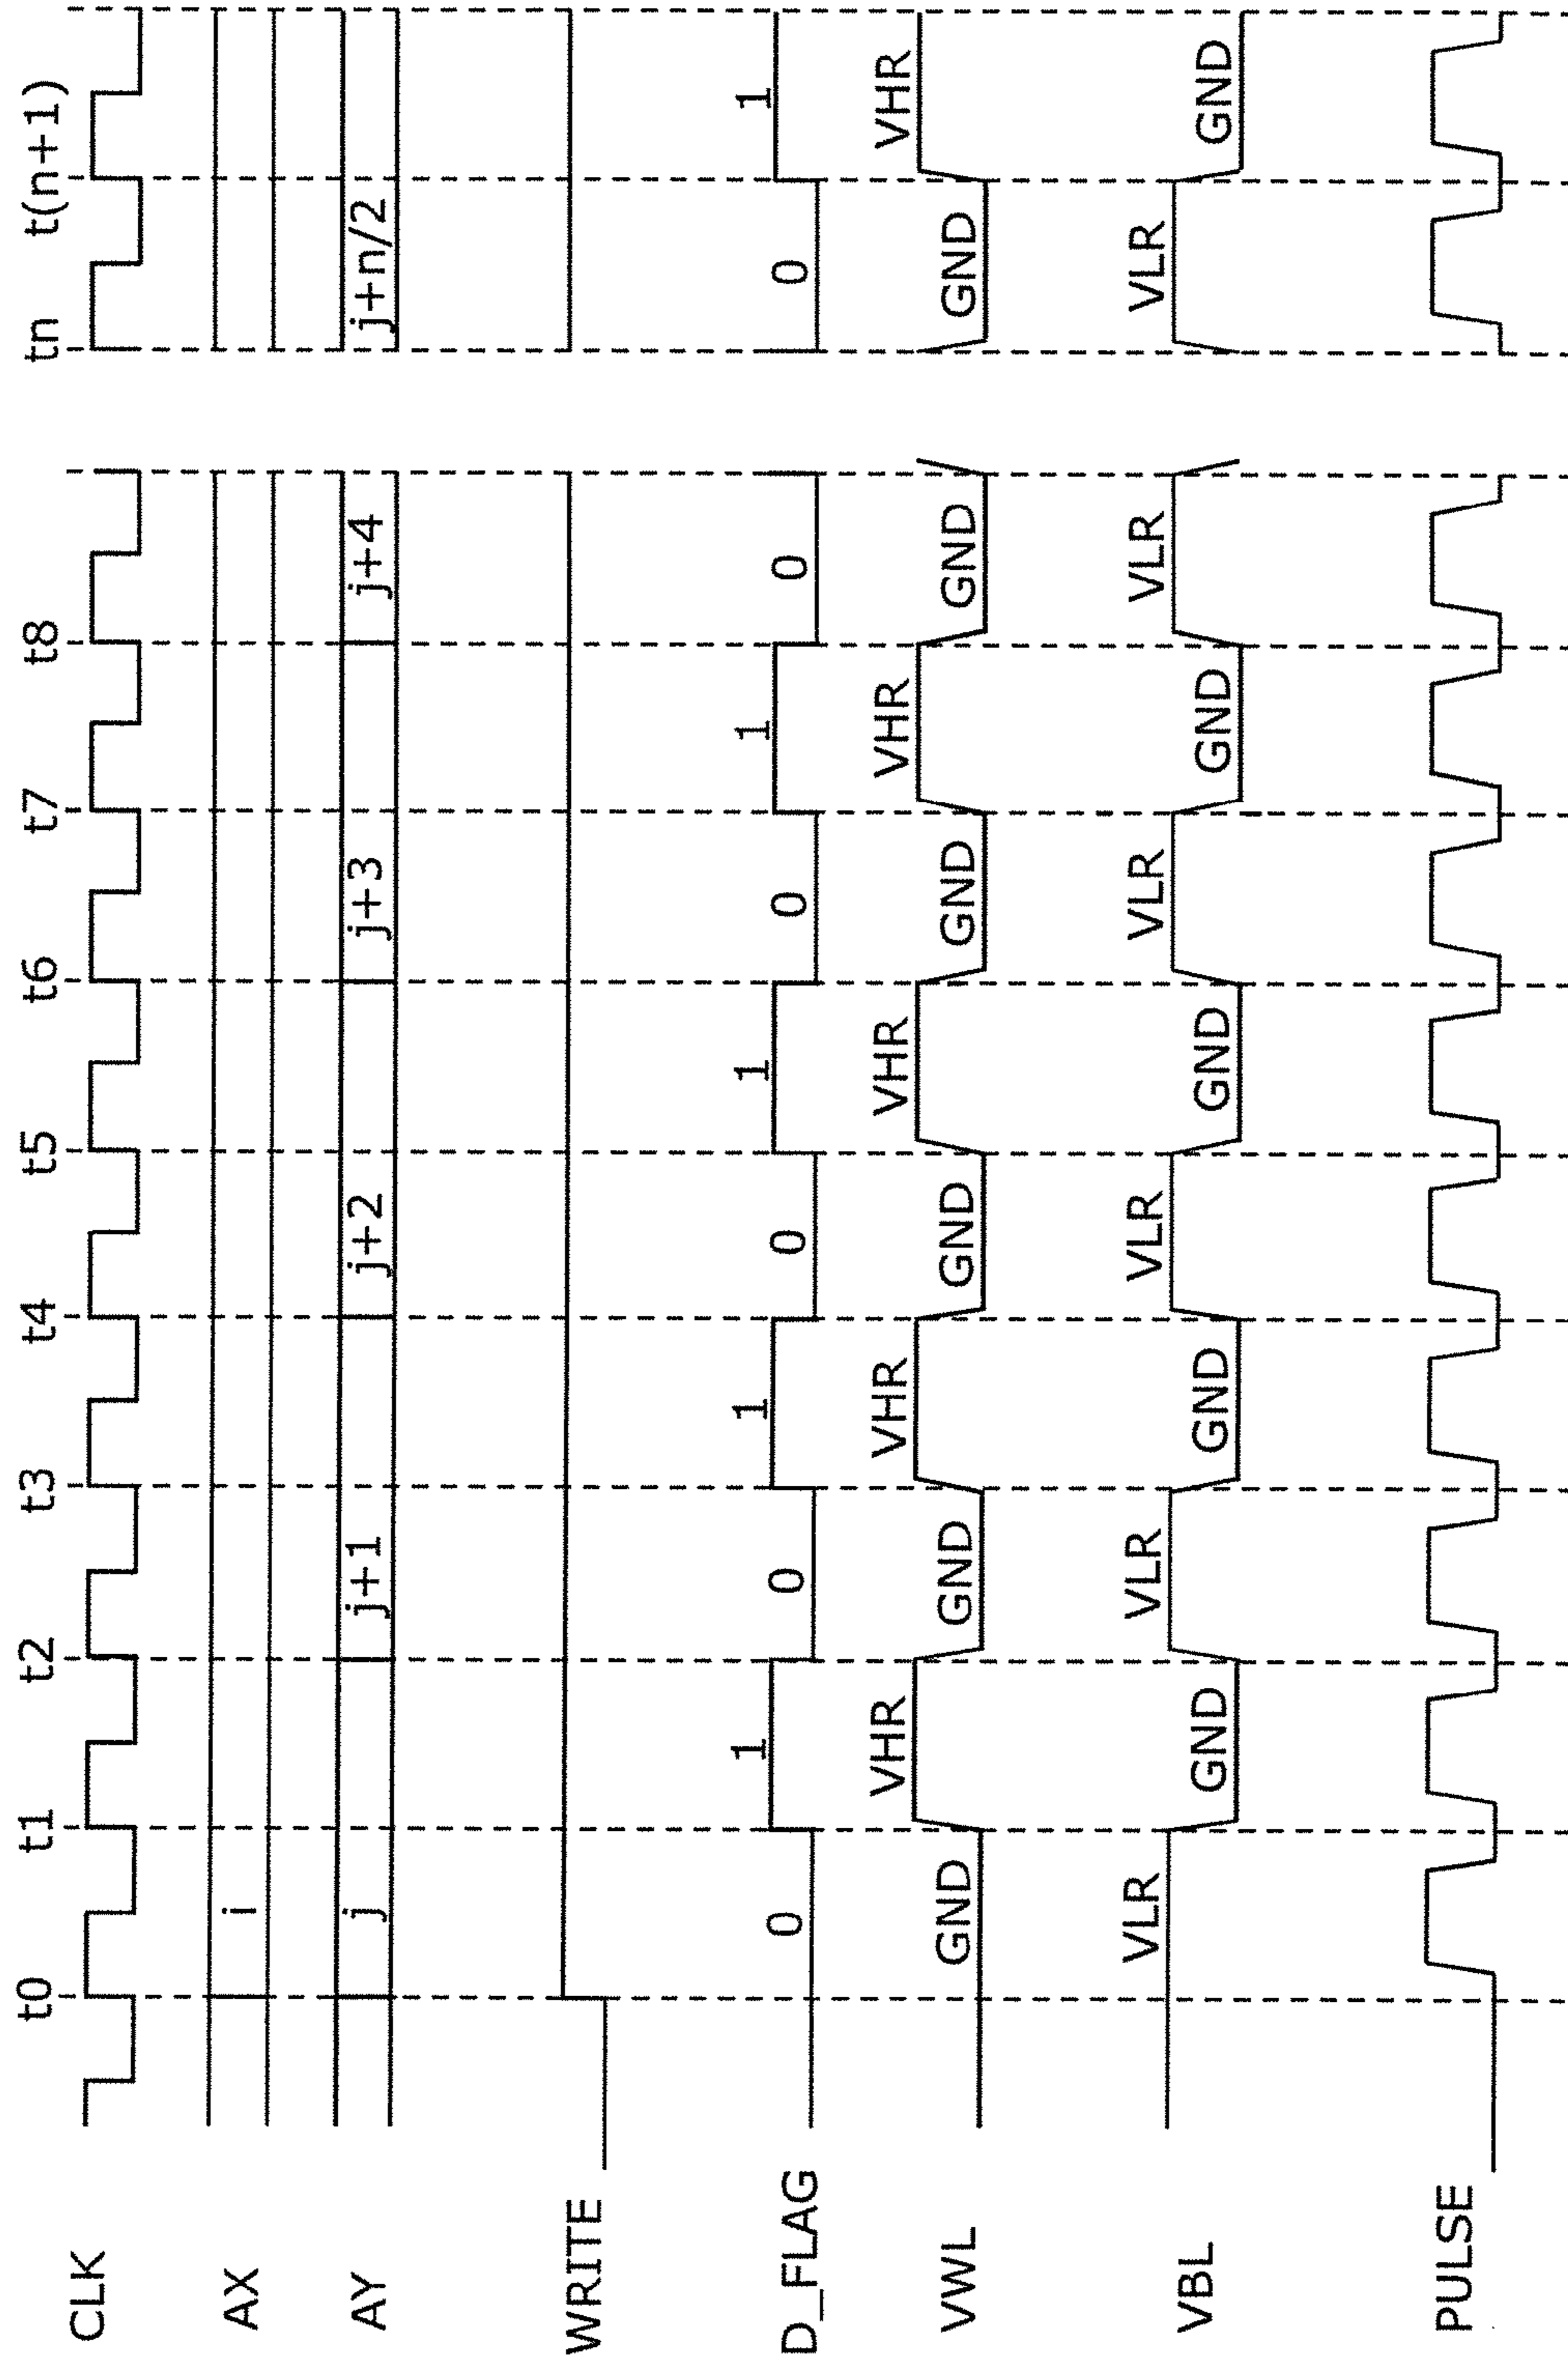 t0 t1 t2 t3 t4 t5 t6 t7 t8 tn t(n+1)
CLK
AX i
AY j j+1 j+2 j+3 j+4 j+n/2
WRITE
D_FLAG 0 1 0 1 0 1 0 1 0 0 1
VWL GND VHR GND VHR GND VHR GND VHR GND GND VHR
VBL VLR GND VLR GND VLR GND VLR GND VLR VLR GND
PULSE